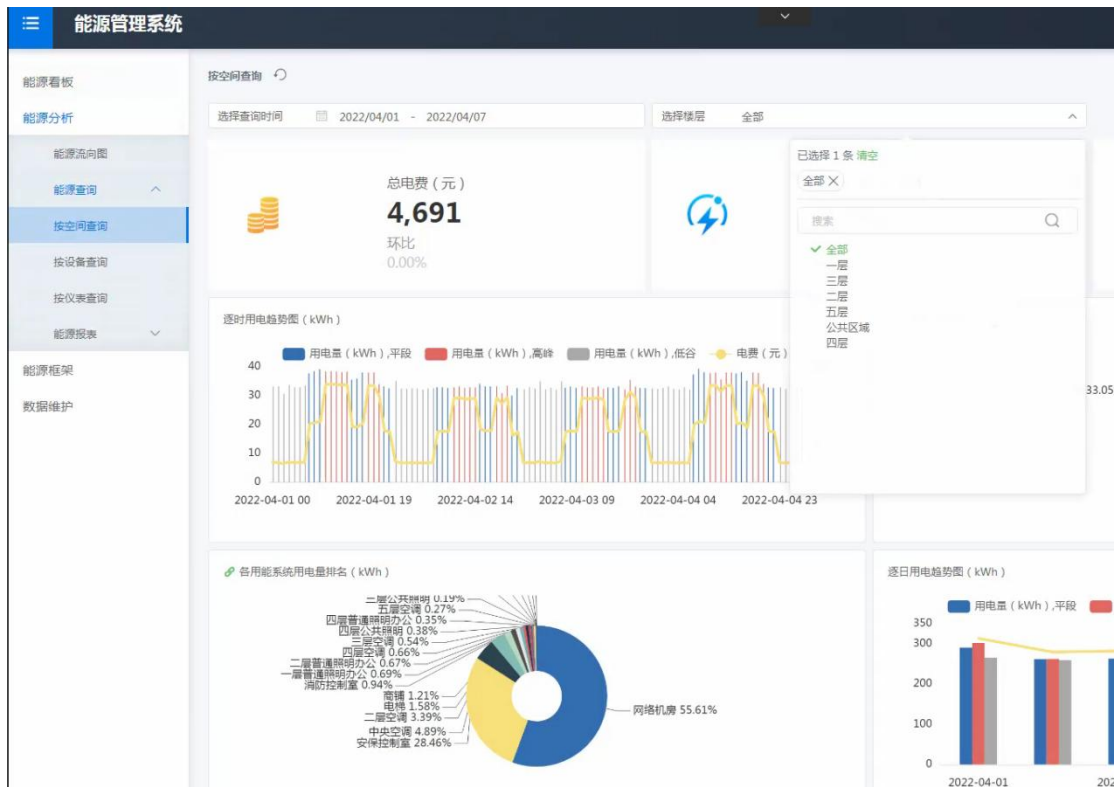 能源管理系统
能源看板
能源分析
能源流向图
能源查询
按空间查询
按设备查询
按仪表查询
能源报表
能源框架
数据维护
按空间查询
选择查询时间 2022/04/01 - 2022/04/07
选择楼层 全部
总电费（元）
4,691
环比
0.00%
已选择 1 条 清空
全部
搜索
全部
一层
三层
二层
五层
公共区域
四层
逐时用电趋势图（kWh）
用电量（kWh）,平段 用电量（kWh）,高峰 用电量（kWh）,低谷 电费（元）
40
30
20
10
0
2022-04-01 00 2022-04-01 19 2022-04-02 14 2022-04-03 09 2022-04-04 04 2022-04-04 23
33.05
各用能系统用电量排名（kWh）
三层公共照明 0.19%
五层空调 0.27%
四层普通照明办公 0.35%
四层公共照明 0.38%
三层空调 0.54%
四层空调 0.66%
二层普通照明办公 0.67%
一层普通照明办公 0.69%
消防控制室 0.94%
商铺 1.21%
电梯 1.58%
二层空调 3.39%
中央空调 4.89%
安保控制室 28.46%
网络机房 55.61%
逐日用电趋势图（kWh）
用电量（kWh）,平段
350
300
200
100
0
2022-04-01
202